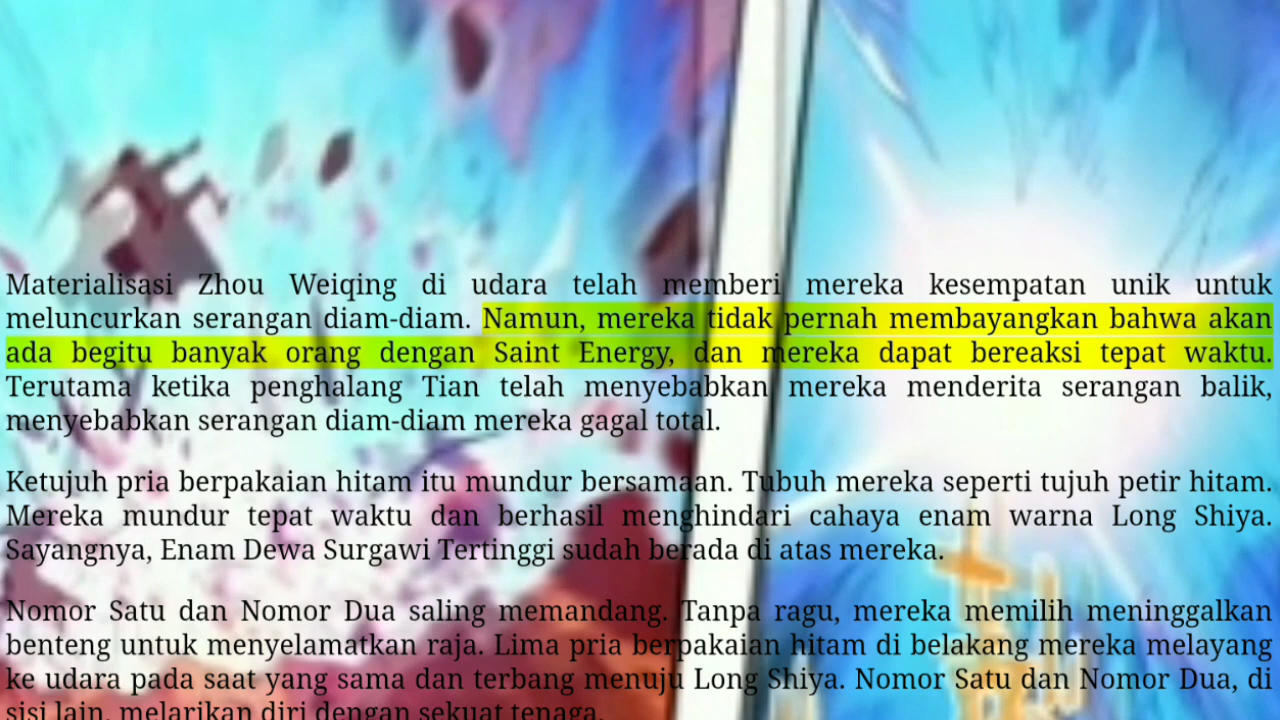 Materialisasi Zhou Weiqing di udara telah memberi mereka kesempatan unik untuk
meluncurkan serangan diam-diam. Namun, mereka tidak pernah membayangkan bahwa akan
ada begitu banyak orang dengan Saint Energy, dan mereka dapat bereaksi tepat waktu.
Terutama ketika penghalang Tian telah menyebabkan mereka menderita serangan balik,
menyebabkan serangan diam-diam mereka gagal total.
Ketujuh pria berpakaian hitam itu mundur bersamaan. Tubuh mereka seperti tujuh petir hitam.
Mereka mundur tepat waktu dan berhasil menghindari cahaya enam warna Long Shiya.
Sayangnya, Enam Dewa Surgawi Tertinggi sudah berada di atas mereka.
Nomor Satu dan Nomor Dua saling memandang. Tanpa ragu, mereka memilih meninggalkan
benteng untuk menyelamatkan raja. Lima pria berpakaian hitam di belakang mereka melayang
ke udara pada saat yang sama dan terbang menuju Long Shiya. Nomor Satu dan Nomor Dua, di
sisi lain, melarikan diri dengan sekuat tenaga.